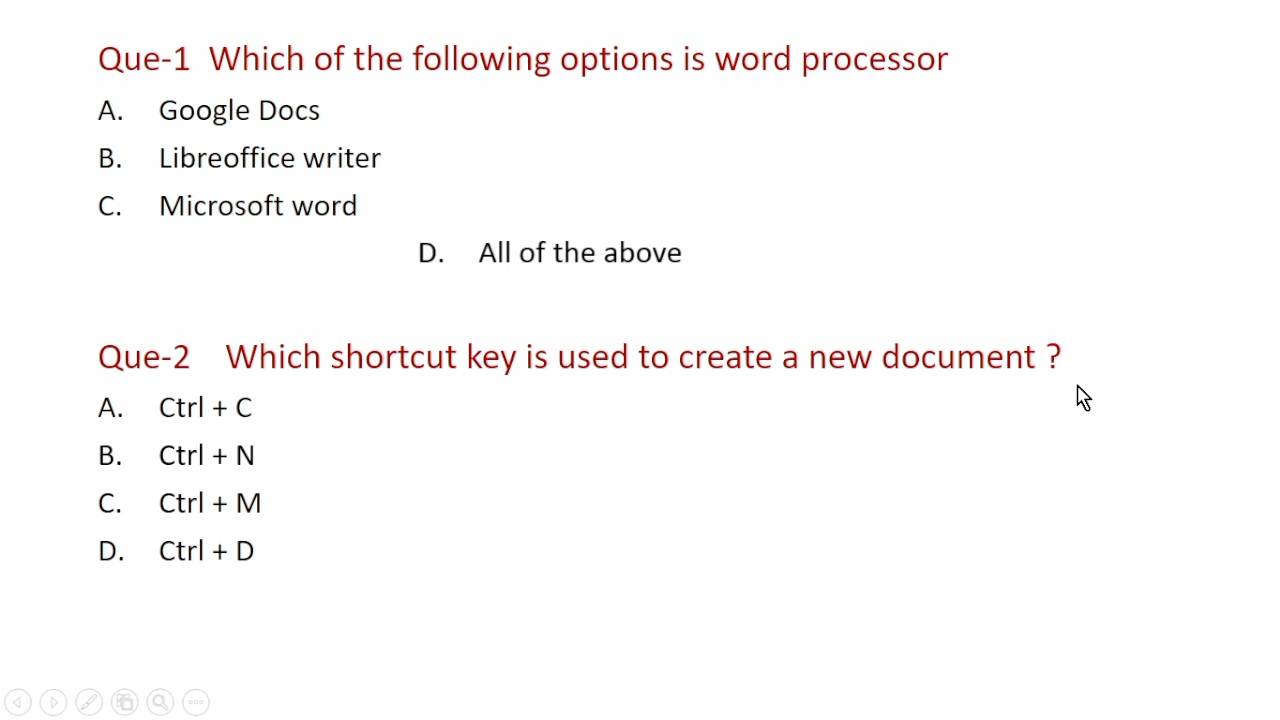 Que-1 Which of the following options is word processor
A. Google Docs
B. Libreoffice writer
C. Microsoft word
D. All of the above
Que-2 Which shortcut key is used to create a new document ?
A. Ctrl + C
B. Ctrl + N
C. Ctrl + M
D. Ctrl + D